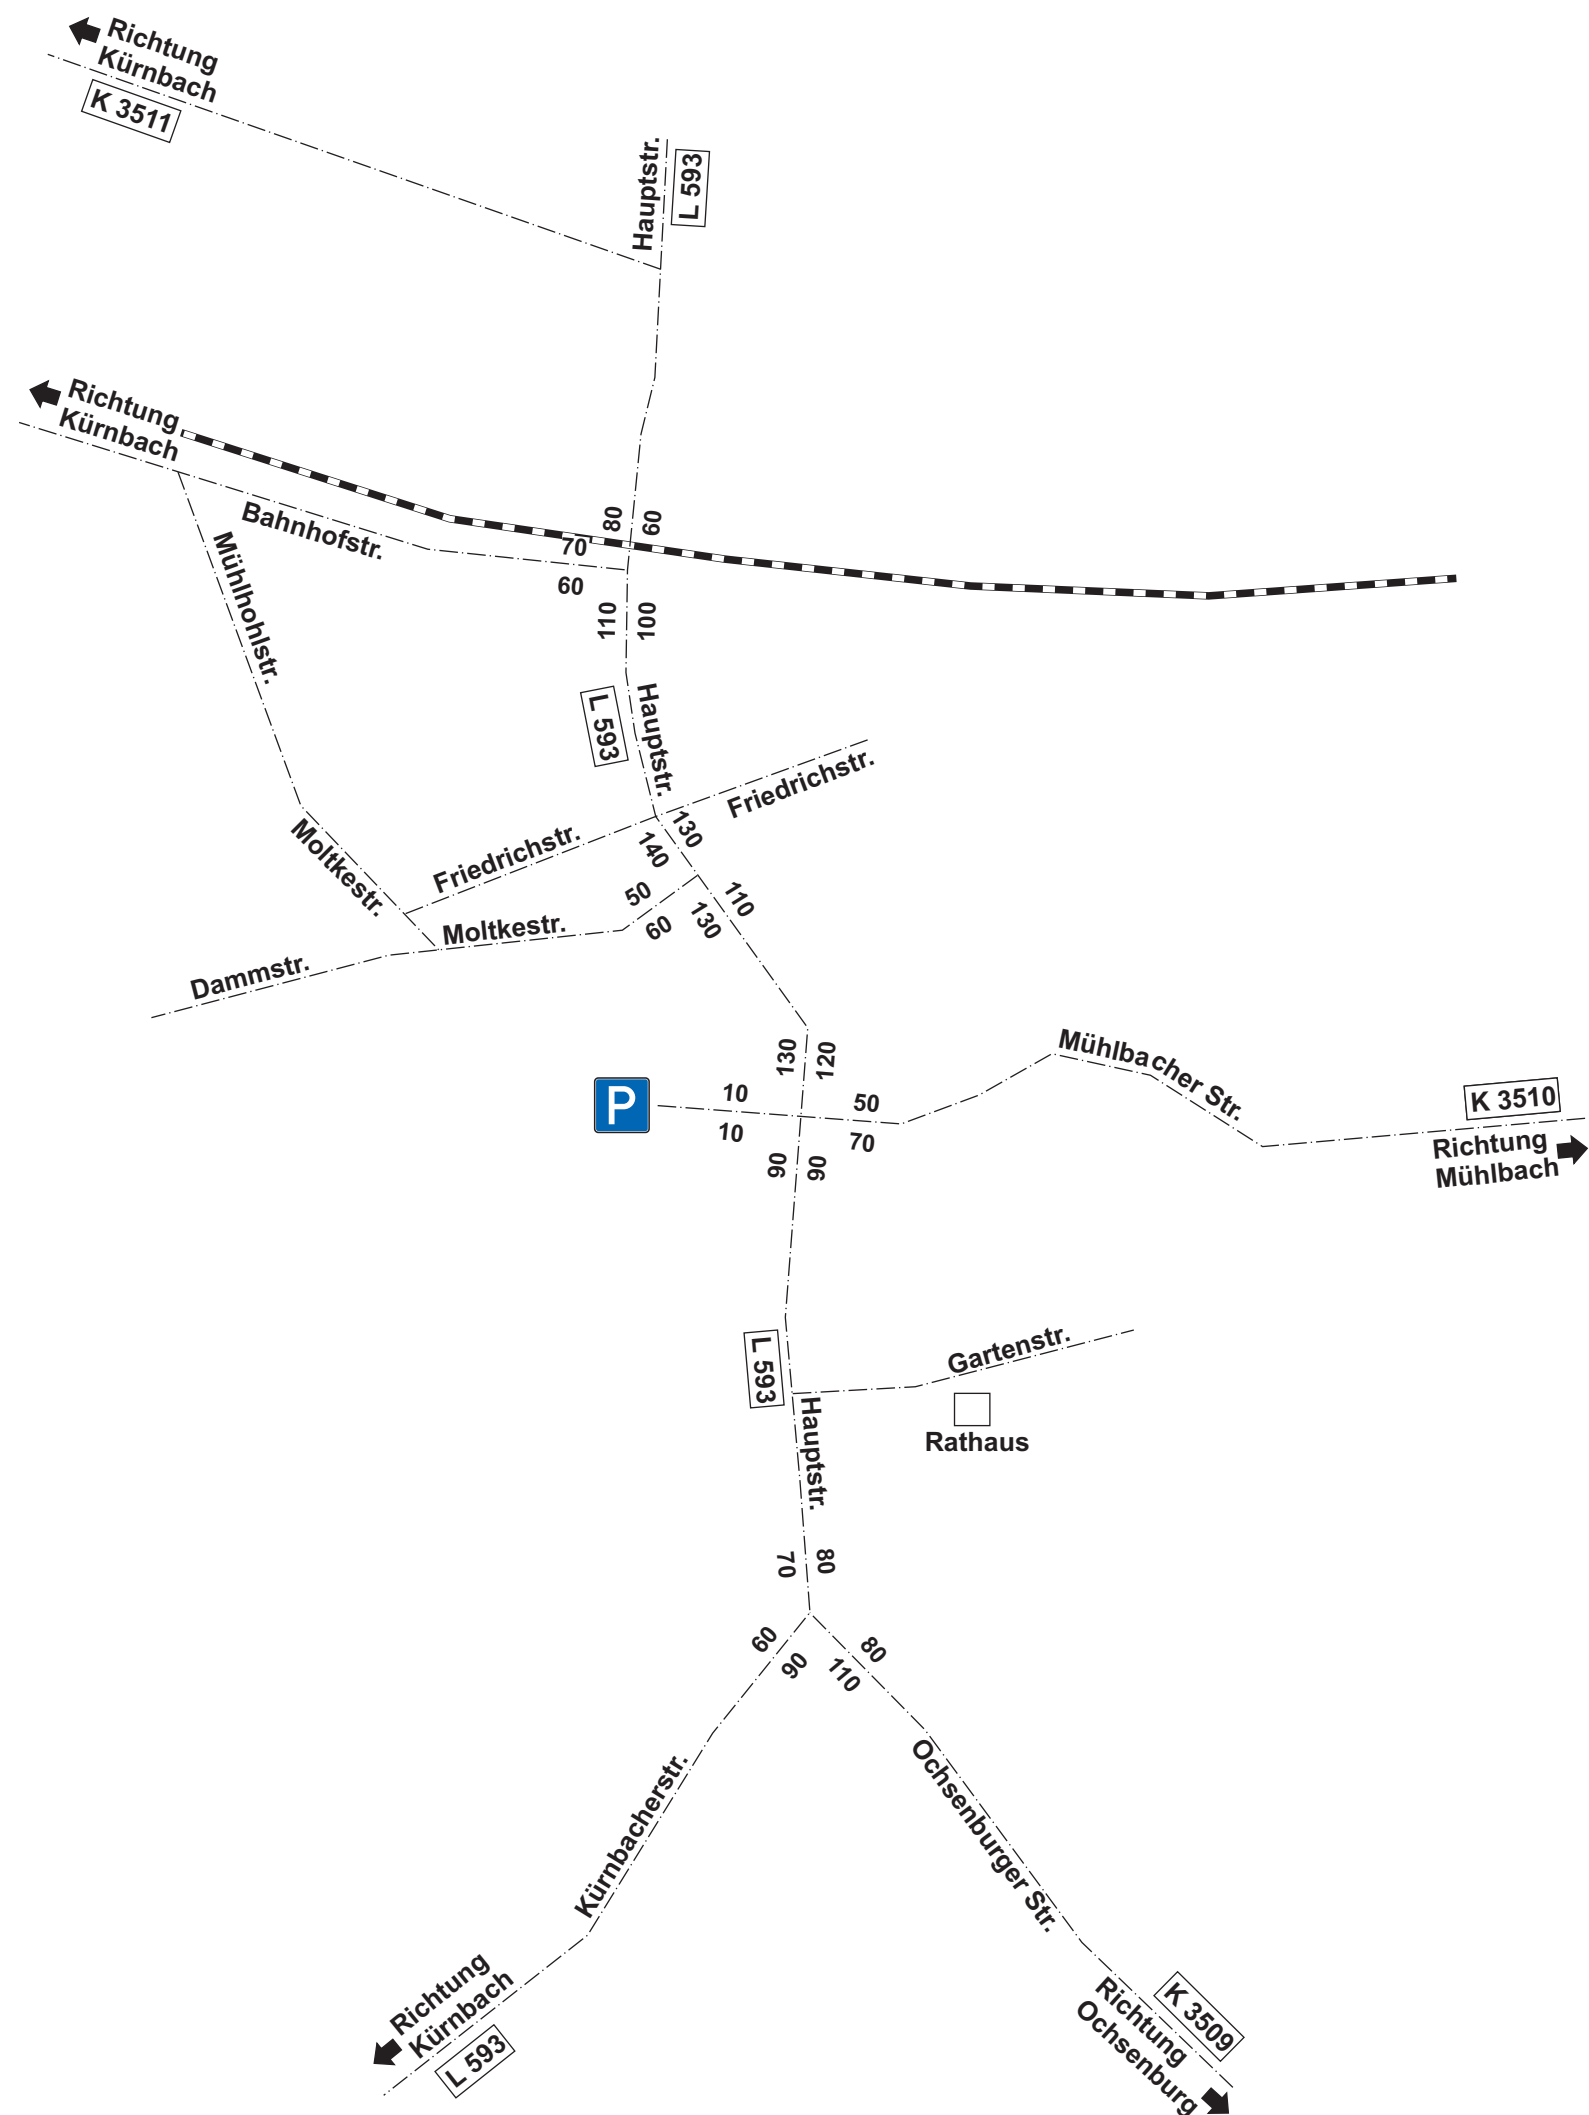 Richtung
Kürnbach
K 3511
Hauptstr.
L 593
Richtung
Kürnbach
Bahnhofstr.
Mühlhohlstr.
80
60
70
60
110
100
L 593
Hauptstr.
Friedrichstr.
Friedrichstr.
130
140
Moltkestr.
50
60
110
130
Moltkestr.
Dammstr.
130
120
Mühlbacher Str.
P
10
50
10
70
K 3510
Richtung
Mühlbach
90
90
L 593
Gartenstr.
Rathaus
Hauptstr.
70
80
60
90
80
110
Kürnbacherstr.
Ochsenburger Str.
Richtung
Kürnbach
L 593
K 3509
Richtung
Ochsenburg